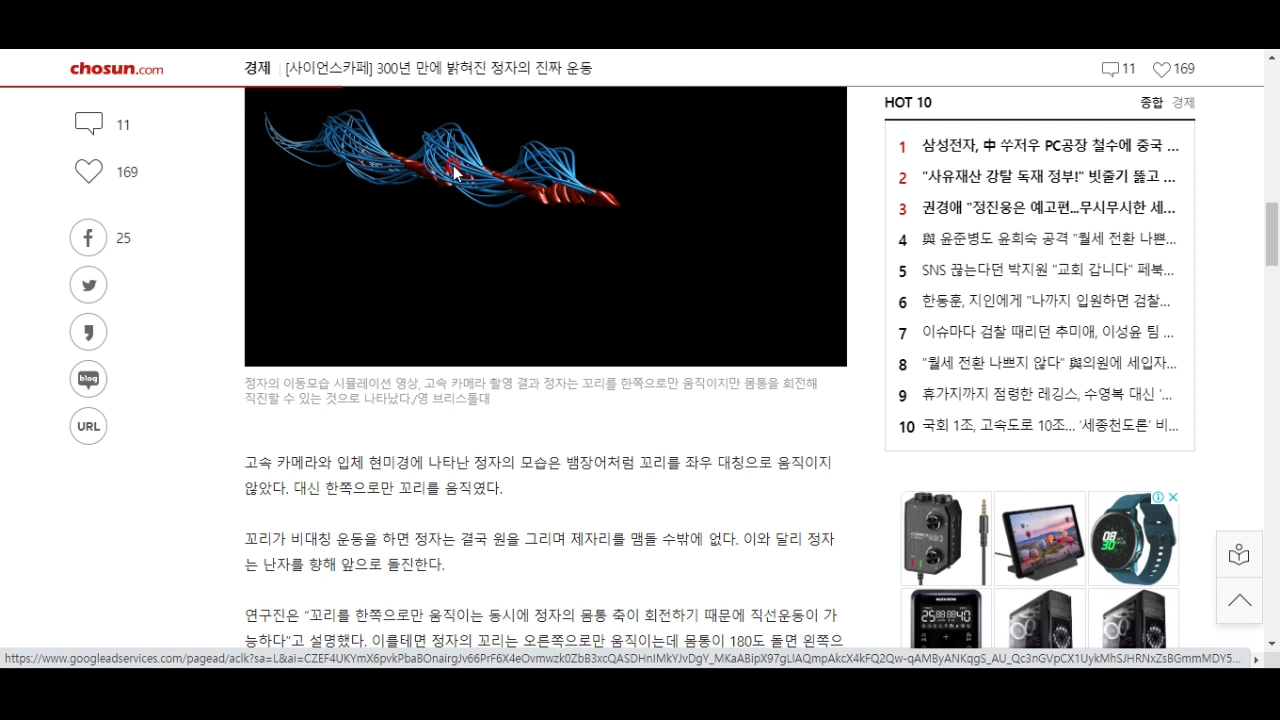 chosun.com
경제 | [사이언스카페] 300년 만에 밝혀진 정자의 진짜 운동
11 169
11
169
25
blog
URL
정자의 이동모습 시뮬레이션 영상, 고속 카메라 촬영 결과 정자는 꼬리를 한쪽으로만 움직이지만 몸통을 회전해
직진할 수 있는 것으로 나타났다./영 브리스톨대
고속 카메라와 입체 현미경에 나타난 정자의 모습은 뱀장어처럼 꼬리를 좌우 대칭으로 움직이지
않았다. 대신 한쪽으로만 꼬리를 움직였다.
꼬리가 비대칭 운동을 하면 정자는 결국 원을 그리며 제자리를 맴돌 수밖에 없다. 이와 달리 정자
는 난자를 향해 앞으로 돌진한다.
연구진은 “꼬리를 한쪽으로만 움직이는 동시에 정자의 몸통 축이 회전하기 때문에 직선운동이 가
능하다”고 설명했다. 이를테면 정자의 꼬리는 오른쪽으로만 움직이는데 몸통이 180도 돌면 왼쪽으
HOT 10 종합 경제
1 삼성전자, 中 쑤저우 PC공장 철수에 중국 ...
2 "사유재산 강탈 독재 정부!" 빗줄기 뚫고 ...
3 권경애 "정진웅은 예고편...무시무시한 세...
4 與 윤준병도 윤희숙 공격 "월세 전환 나쁜...
5 SNS 끊는다던 박지원 "교회 갑니다" 페북...
6 한동훈, 지인에게 "나까지 입원하면 검찰...
7 이슈마다 검찰 때리던 추미애, 이성윤 팀 ...
8 "월세 전환 나쁘지 않다" 與의원에 세입자...
9 휴가지까지 점령한 레깅스, 수영복 대신 '...
10 국회 1조, 고속도로 10조... '세종천도론' 비...
08
30